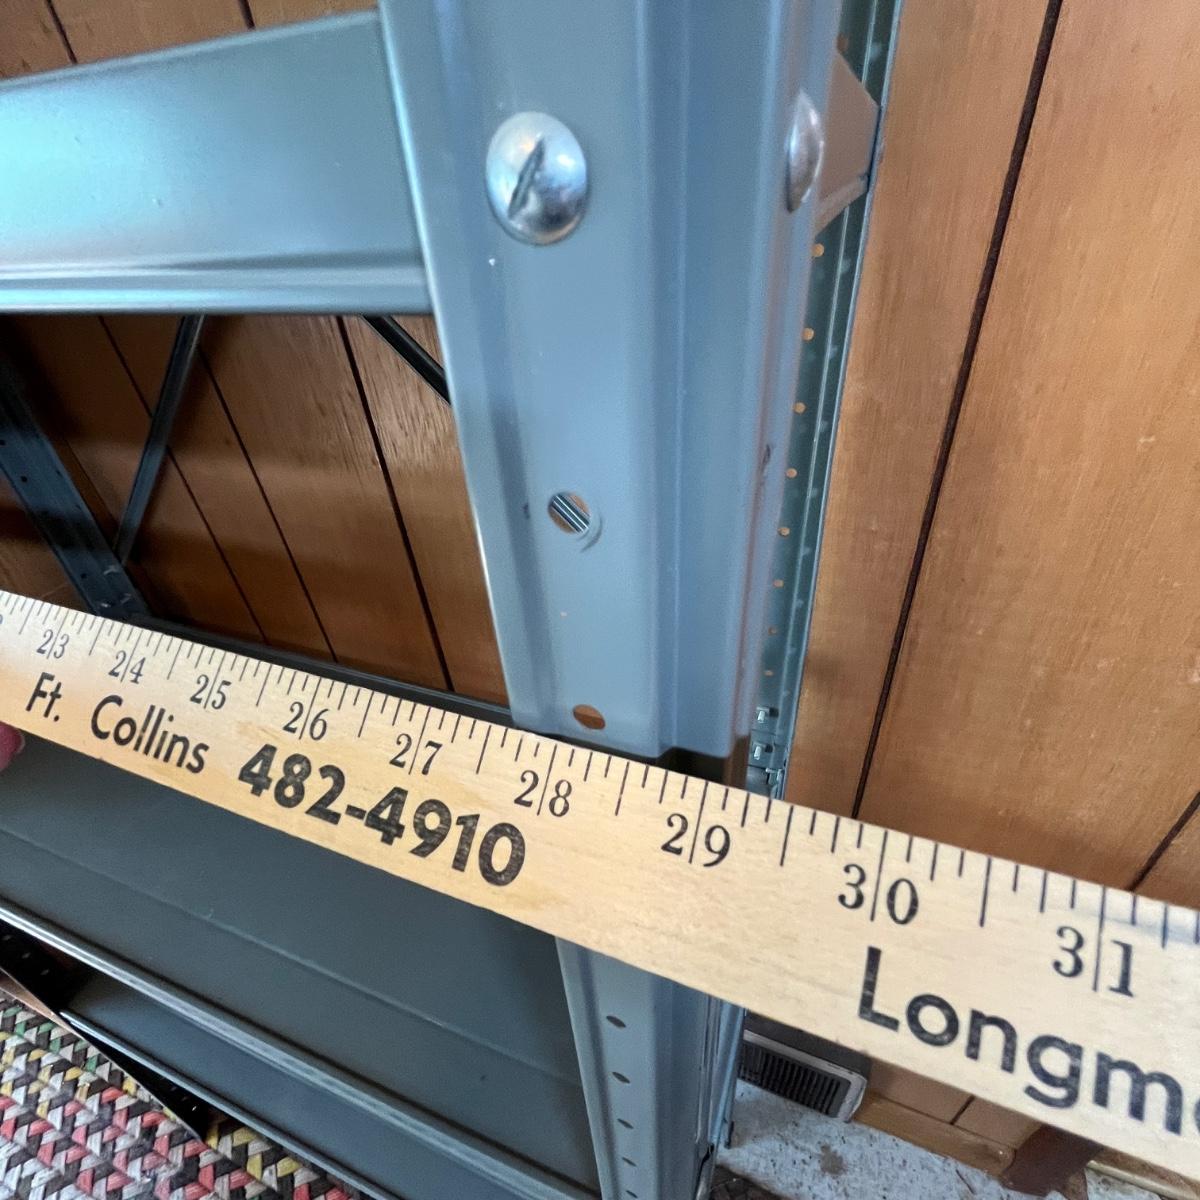 23 24 25 26 27 28 29 30 31
Ft. Collins 482-4910 Longm